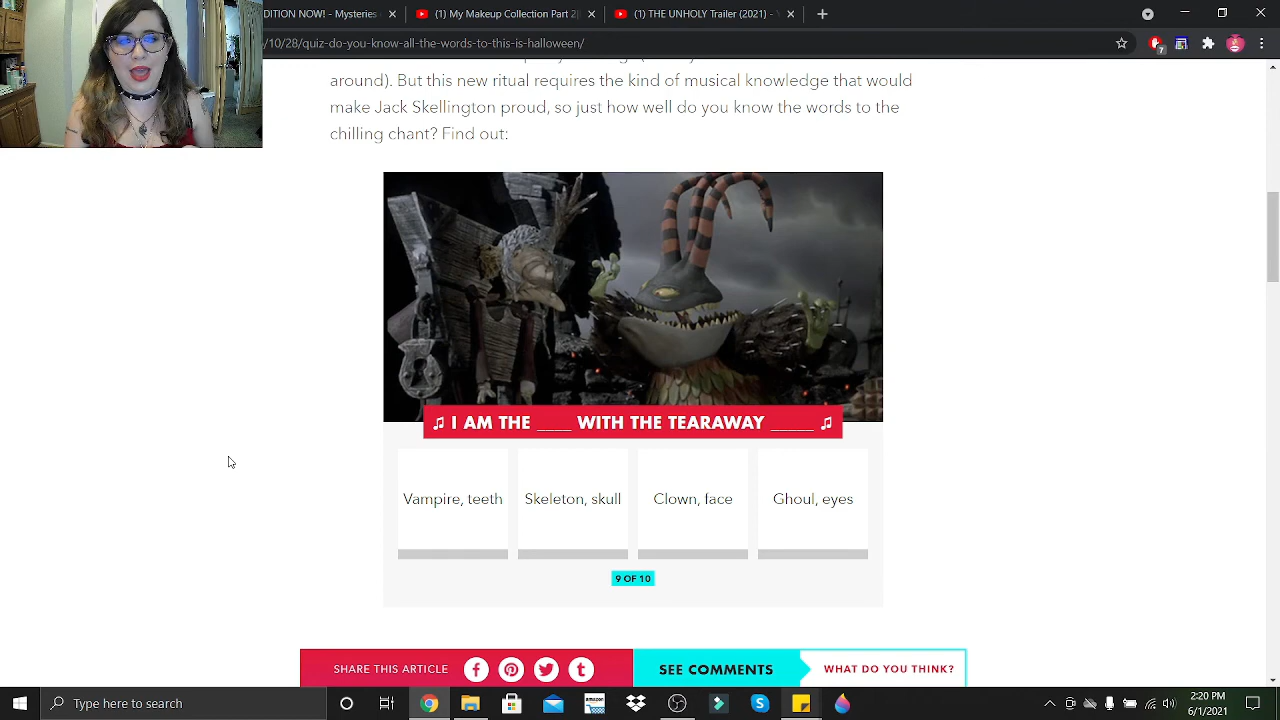 DITION NOW! - Mysteries
(1) My Makeup Collection Part 2|
(1) THE UNHOLY Trailer (2021) -
/10/28/quiz-do-you-know-all-the-words-to-this-is-halloween/
7
around). But this new ritual requires the kind of musical knowledge that would
make Jack Skellington proud, so just how well do you know the words to the
chilling chant? Find out:
♫ I AM THE ____ WITH THE TEARAWAY _____ ♫
Vampire, teeth
Skeleton, skull
Clown, face
Ghoul, eyes
9 OF 10
SHARE THIS ARTICLE
SEE COMMENTS
WHAT DO YOU THINK?
Type here to search
amazon
2:20 PM
6/1/2021